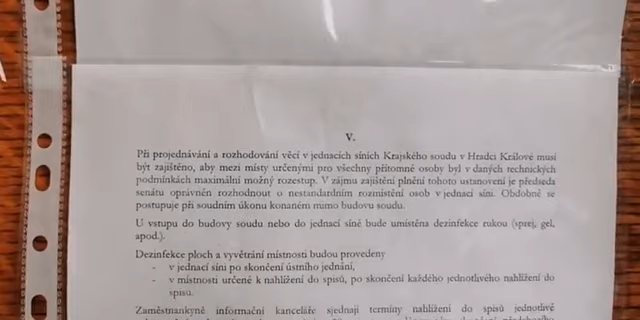 V.
Při projednávání a rozhodování věcí v jednacích síních Krajského soudu v Hradci Králové musí
být zajištěno, aby mezi místy určenými pro všechny přítomné osoby byl v daných technických
podmínkách maximální možný rozestup. V zájmu zajištění plnění tohoto ustanovení je předseda
senátu oprávněn rozhodnout o nestandardním rozmístění osob v jednací síni. Obdobně se
postupuje při soudním úkonu konaném mimo budovu soudu.
U vstupu do budovy soudu nebo do jednací síně bude umístěna dezinfekce rukou (sprej, gel,
apod.).
Dezinfekce ploch a vyvětrání místnosti budou provedeny
- v jednací síni po skončení ústního jednání,
- v místnosti určené k nahlížení do spisů, po skončení každého jednotlivého nahlížení do
spisu.
Zaměstnankyně informační kanceláře sjednají termíny nahlížení do spisů jednotlivě